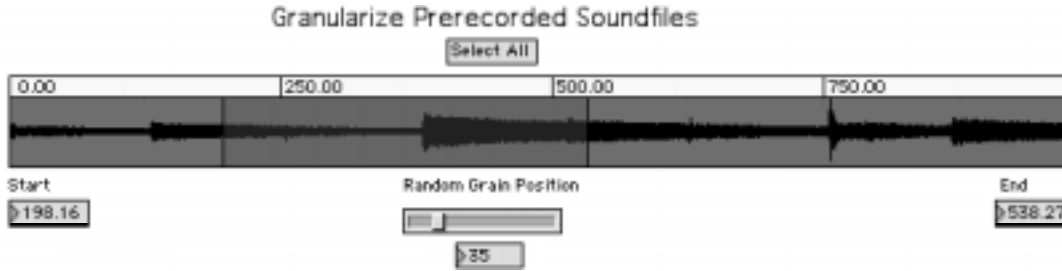 Granularize Prerecorded Soundfiles
Select All
0.00 250.00 500.00 750.00
Start Random Grain Position End
198.16 538.27
35